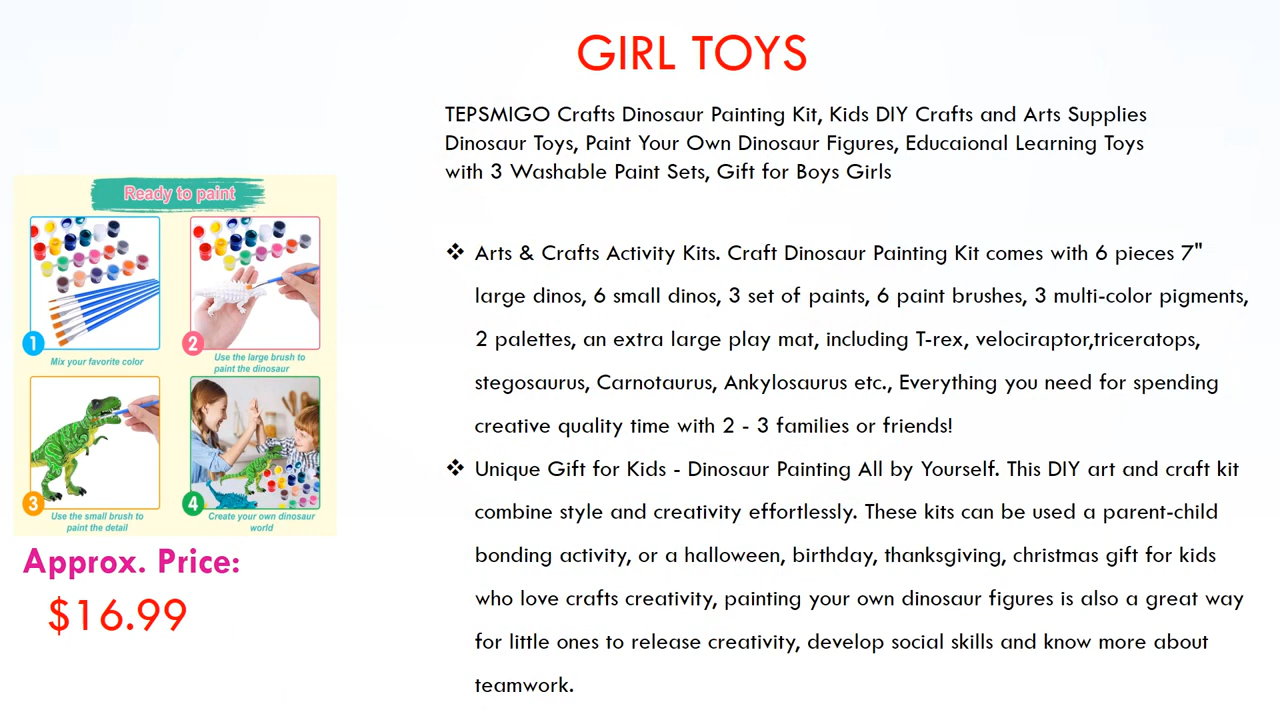 GIRL TOYS
TEPSMIGO Crafts Dinosaur Painting Kit, Kids DIY Crafts and Arts Supplies
Dinosaur Toys, Paint Your Own Dinosaur Figures, Educaional Learning Toys
with 3 Washable Paint Sets, Gift for Boys Girls
Ready to paint
1
Mix your favorite color
2
Use the large brush to
paint the dinosaur
3
Use the small brush to
paint the detail
4
Create your own dinosaur
world
Approx. Price:
$16.99
❖ Arts & Crafts Activity Kits. Craft Dinosaur Painting Kit comes with 6 pieces 7"
large dinos, 6 small dinos, 3 set of paints, 6 paint brushes, 3 multi-color pigments,
2 palettes, an extra large play mat, including T-rex, velociraptor,triceratops,
stegosaurus, Carnotaurus, Ankylosaurus etc., Everything you need for spending
creative quality time with 2 - 3 families or friends!
❖ Unique Gift for Kids - Dinosaur Painting All by Yourself. This DIY art and craft kit
combine style and creativity effortlessly. These kits can be used a parent-child
bonding activity, or a halloween, birthday, thanksgiving, christmas gift for kids
who love crafts creativity, painting your own dinosaur figures is also a great way
for little ones to release creativity, develop social skills and know more about
teamwork.